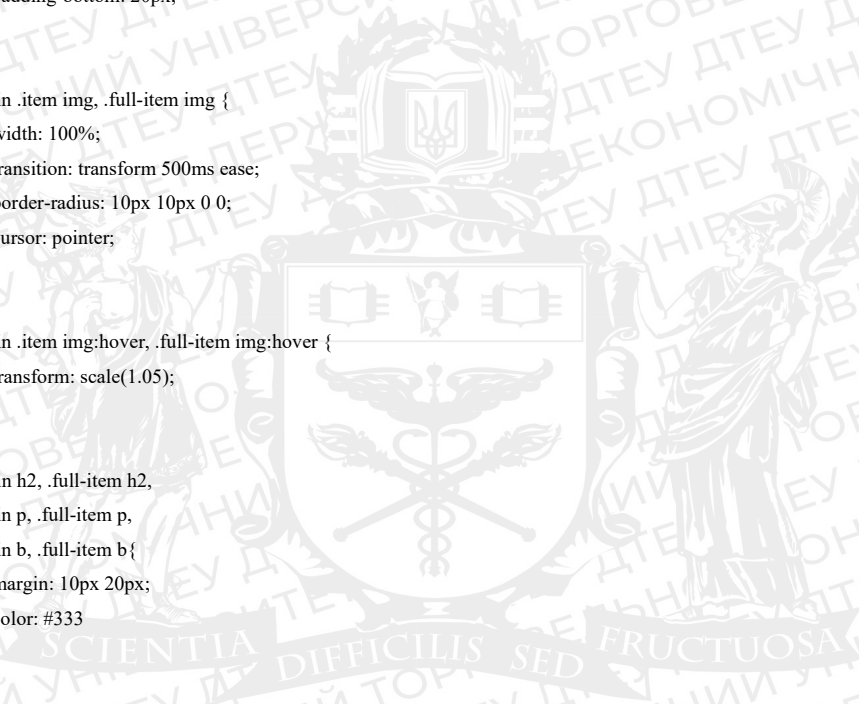 adding-bottom: 20px;
n .item img, .full-item img {
width: 100%;
ransition: transform 500ms ease;
border-radius: 10px 10px 0 0;
ursor: pointer;
n .item img:hover, .full-item img:hover {
ransform: scale(1.05);
n h2, .full-item h2,
n p, .full-item p,
n b, .full-item b{
margin: 10px 20px;
olor: #333
SCIENTIA DIFFICILIS SED FRUCTUOSA